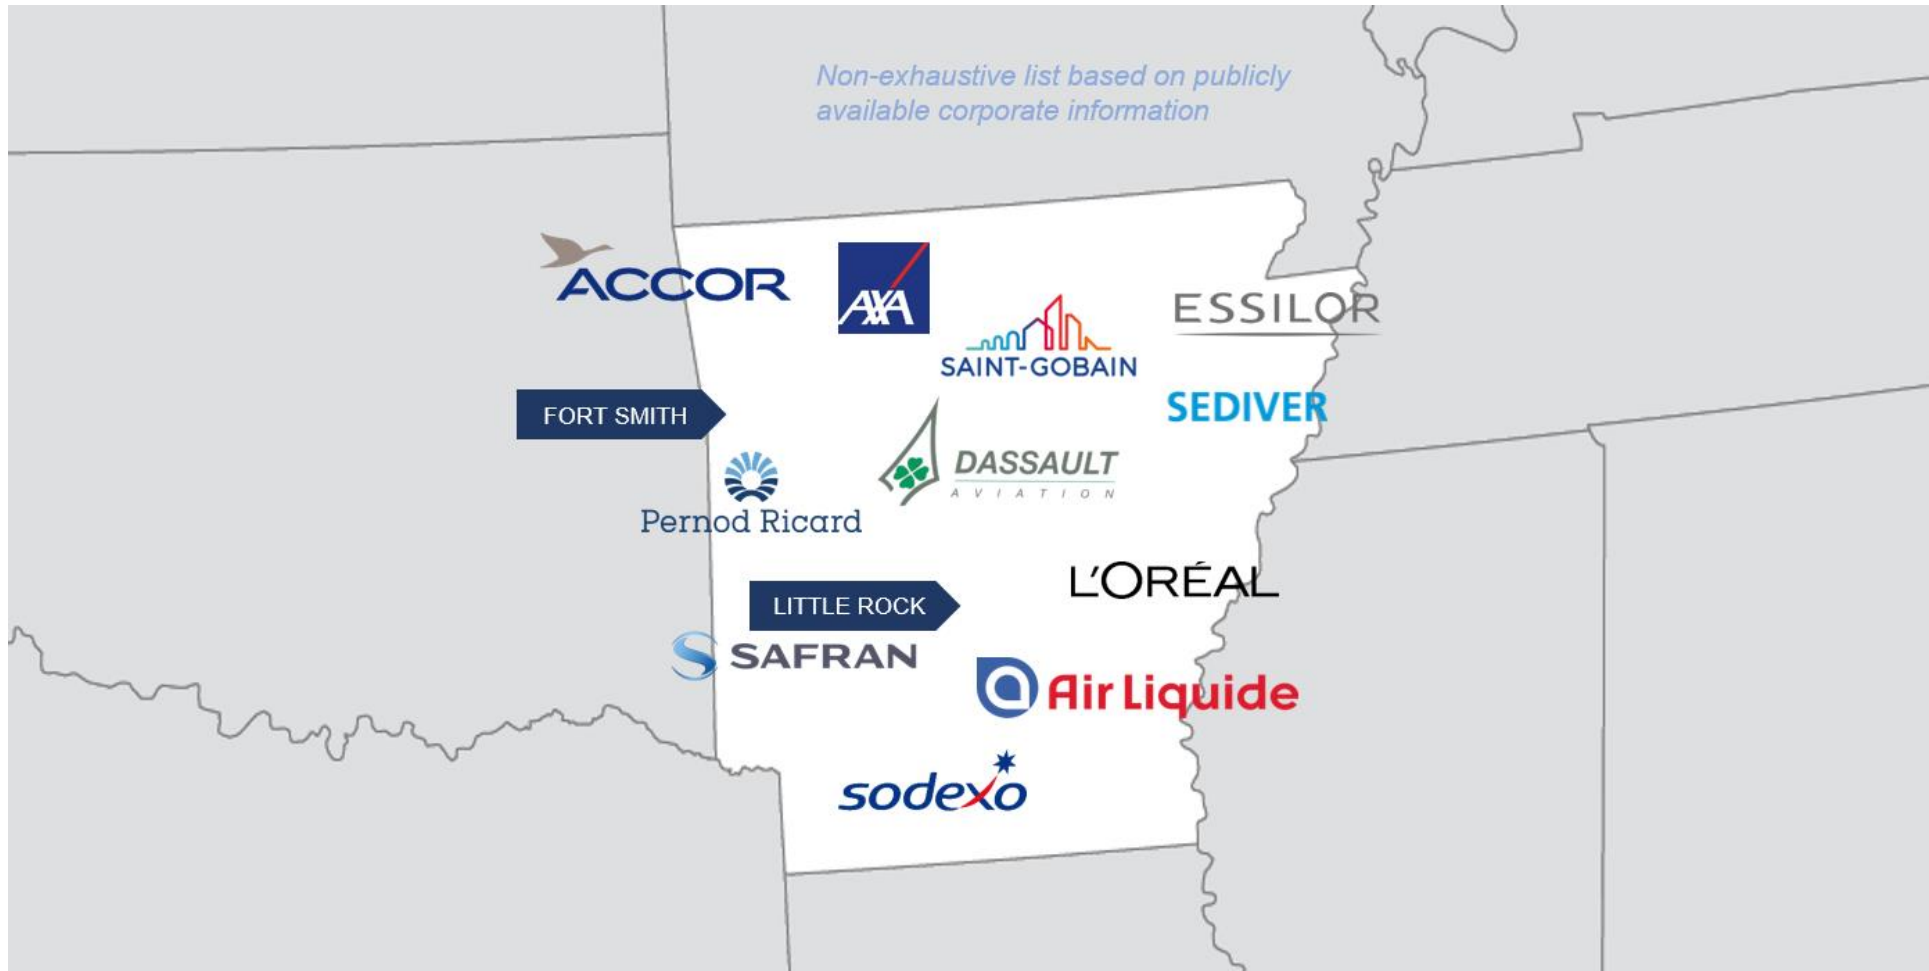 Non-exhaustive list based on publicly
available corporate information
ACCOR
AXA
SAINT-GOBAIN
ESSILOR
SEDIVER
FORT SMITH
DASSAULT
AVIATION
Pernod Ricard
L'ORÉAL
LITTLE ROCK
SAFRAN
Air Liquide
sodexo